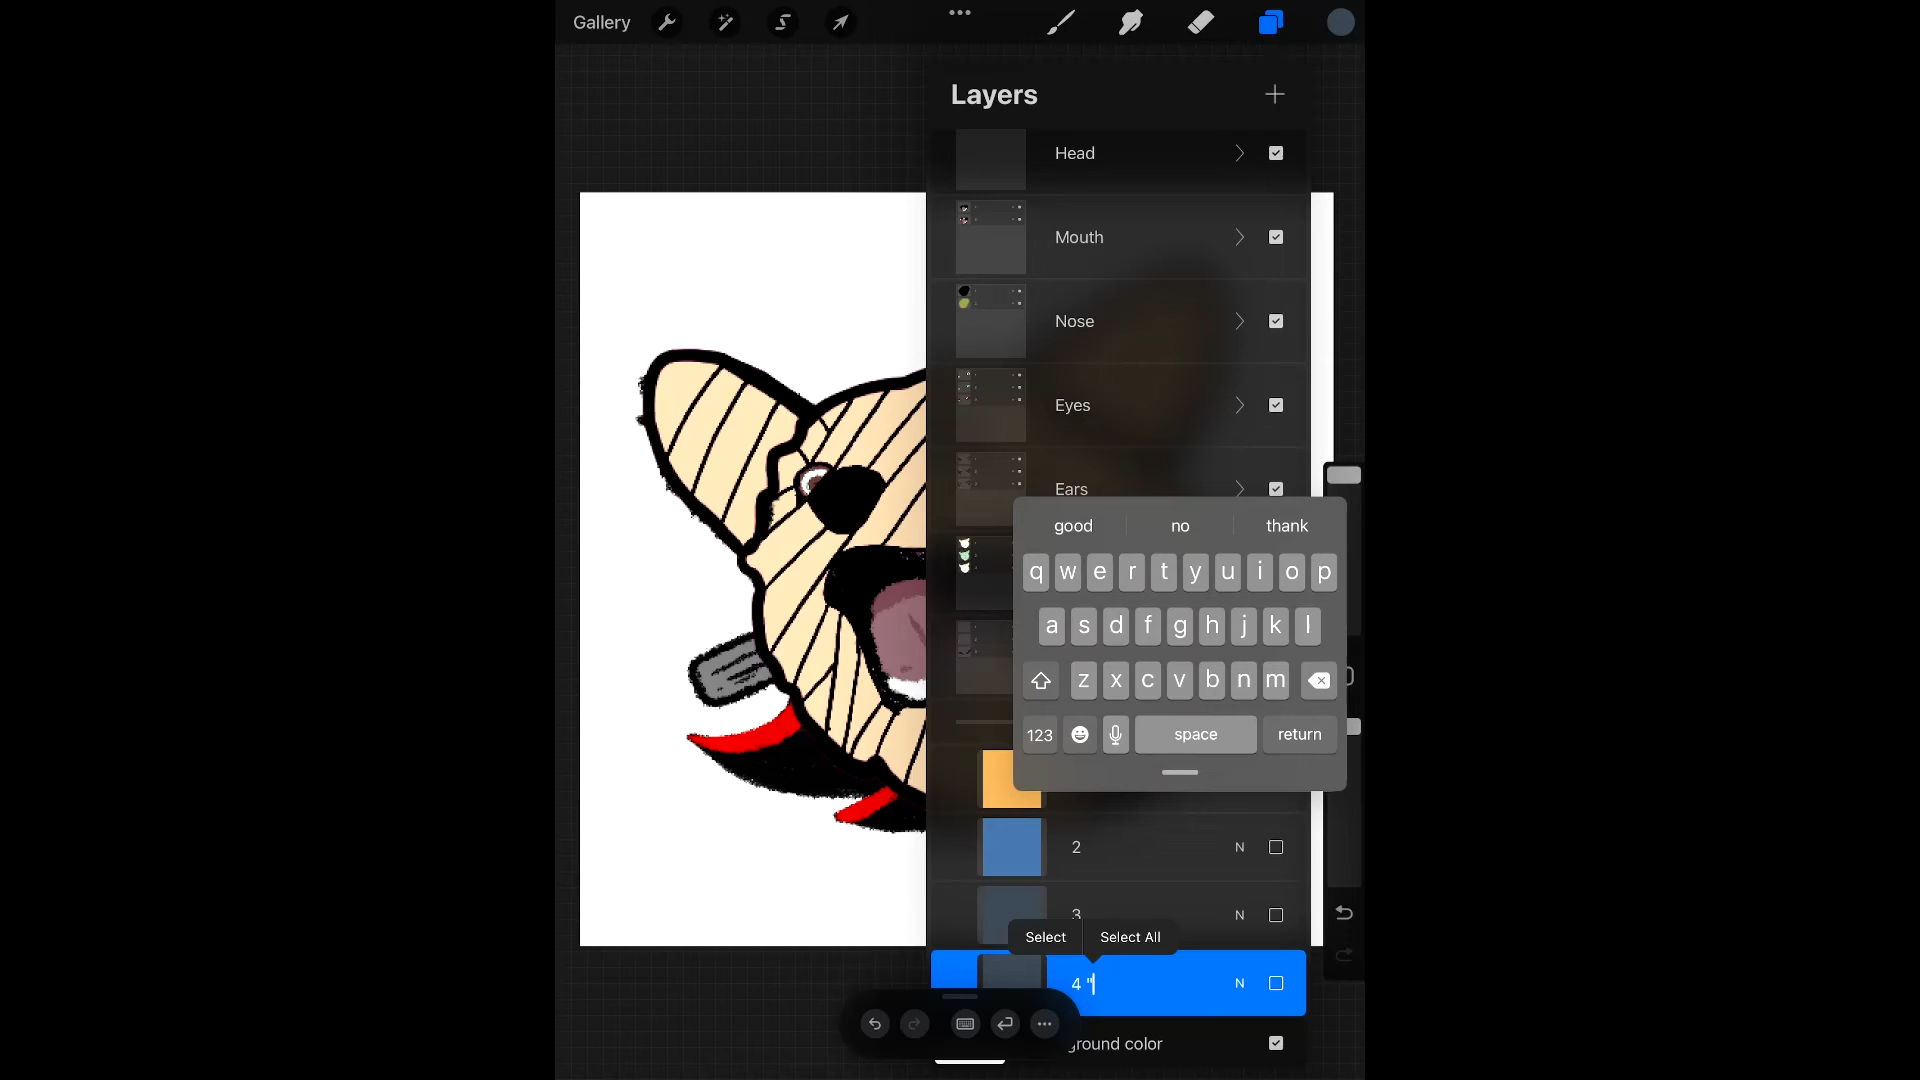 Gallery
Layers
Head
Mouth
Nose
Eyes
Ears
good no thank
q w e r t y u i o p
a s d f g h j k l
z x c v b n m
123 space return
2 N
3 N
Select Select All
4 " N
ground color